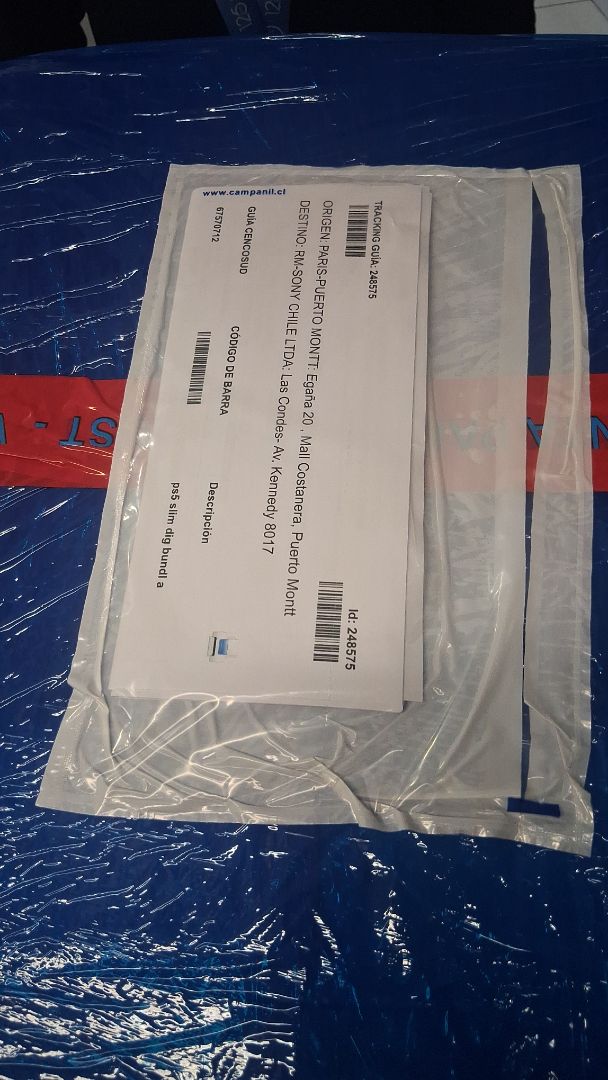 www.campanil.cl
TRACKING GUÍA: 248575
Id: 248575
ORIGEN: PARIS-PUERTO MONTT: Egaña 20 , Mall Costanera, Puerto Montt
DESTINO: RM-SONY CHILE LTDA: Las Condes- Av. Kennedy 8017
GUÍA CENCOSUD
CÓDIGO DE BARRA
Descripción
67570712
ps5 slim dig bundl a